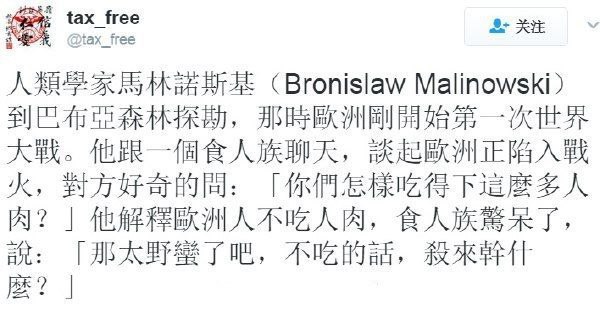 tax_free
@tax_free
关注
人類學家馬林諾斯基（Bronislaw Malinowski）
到巴布亞森林探勘，那時歐洲剛開始第一次世界
大戰。他跟一個食人族聊天，談起歐洲正陷入戰
火，對方好奇的問：「你們怎樣吃得下這麼多人
肉？」他解釋歐洲人不吃人肉，食人族驚呆了，
說：「那太野蠻了吧，不吃的話，殺來幹什
麼？」